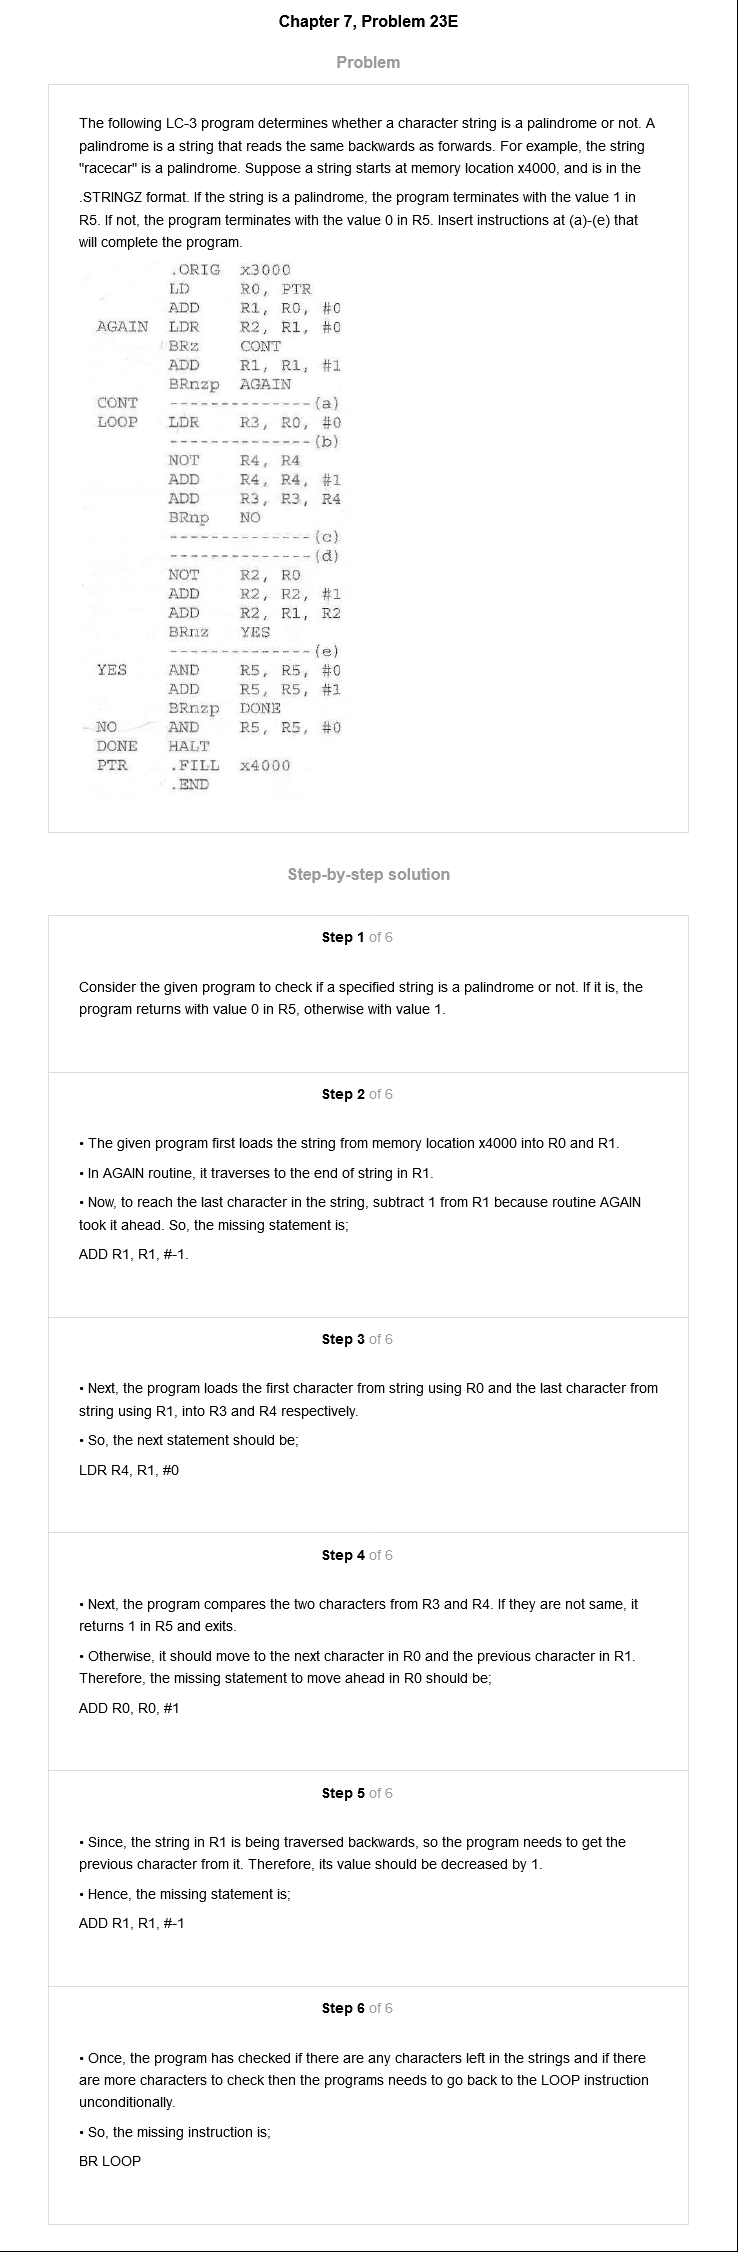 Chapter 7, Problem 23E
Problem
The following LC-3 program determines whether a character string is a palindrome or not. A
palindrome is a string that reads the same backwards as forwards. For example, the string
"racecar" is a palindrome. Suppose a string starts at memory location x4000, and is in the
.STRINGZ format. If the string is a palindrome, the program terminates with the value 1 in
R5. If not, the program terminates with the value 0 in R5. Insert instructions at (a)-(e) that
will complete the program.
.ORIG x3000
LD R0, PTR
ADD R1, R0, #0
AGAIN LDR R2, R1, #0
BRz CONT
ADD R1, R1, #1
BRnzp AGAIN
CONT --------------(a)
LOOP LDR R3, R0, #0
--------------(b)
NOT R4, R4
ADD R4, R4, #1
ADD R3, R3, R4
BRnp NO
--------------(c)
--------------(d)
NOT R2, R0
ADD R2, R2, #1
ADD R2, R1, R2
BRnz YES
--------------(e)
YES AND R5, R5, #0
ADD R5, R5, #1
BRnzp DONE
NO AND R5, R5, #0
DONE HALT
PTR .FILL x4000
.END
Step-by-step solution
Step 1 of 6
Consider the given program to check if a specified string is a palindrome or not. If it is, the
program returns with value 0 in R5, otherwise with value 1.
Step 2 of 6
• The given program first loads the string from memory location x4000 into R0 and R1.
• In AGAIN routine, it traverses to the end of string in R1.
• Now, to reach the last character in the string, subtract 1 from R1 because routine AGAIN
took it ahead. So, the missing statement is;
ADD R1, R1, #-1.
Step 3 of 6
• Next, the program loads the first character from string using R0 and the last character from
string using R1, into R3 and R4 respectively.
• So, the next statement should be;
LDR R4, R1, #0
Step 4 of 6
• Next, the program compares the two characters from R3 and R4. If they are not same, it
returns 1 in R5 and exits.
• Otherwise, it should move to the next character in R0 and the previous character in R1.
Therefore, the missing statement to move ahead in R0 should be;
ADD R0, R0, #1
Step 5 of 6
• Since, the string in R1 is being traversed backwards, so the program needs to get the
previous character from it. Therefore, its value should be decreased by 1.
• Hence, the missing statement is;
ADD R1, R1, #-1
Step 6 of 6
• Once, the program has checked if there are any characters left in the strings and if there
are more characters to check then the programs needs to go back to the LOOP instruction
unconditionally.
• So, the missing instruction is;
BR LOOP